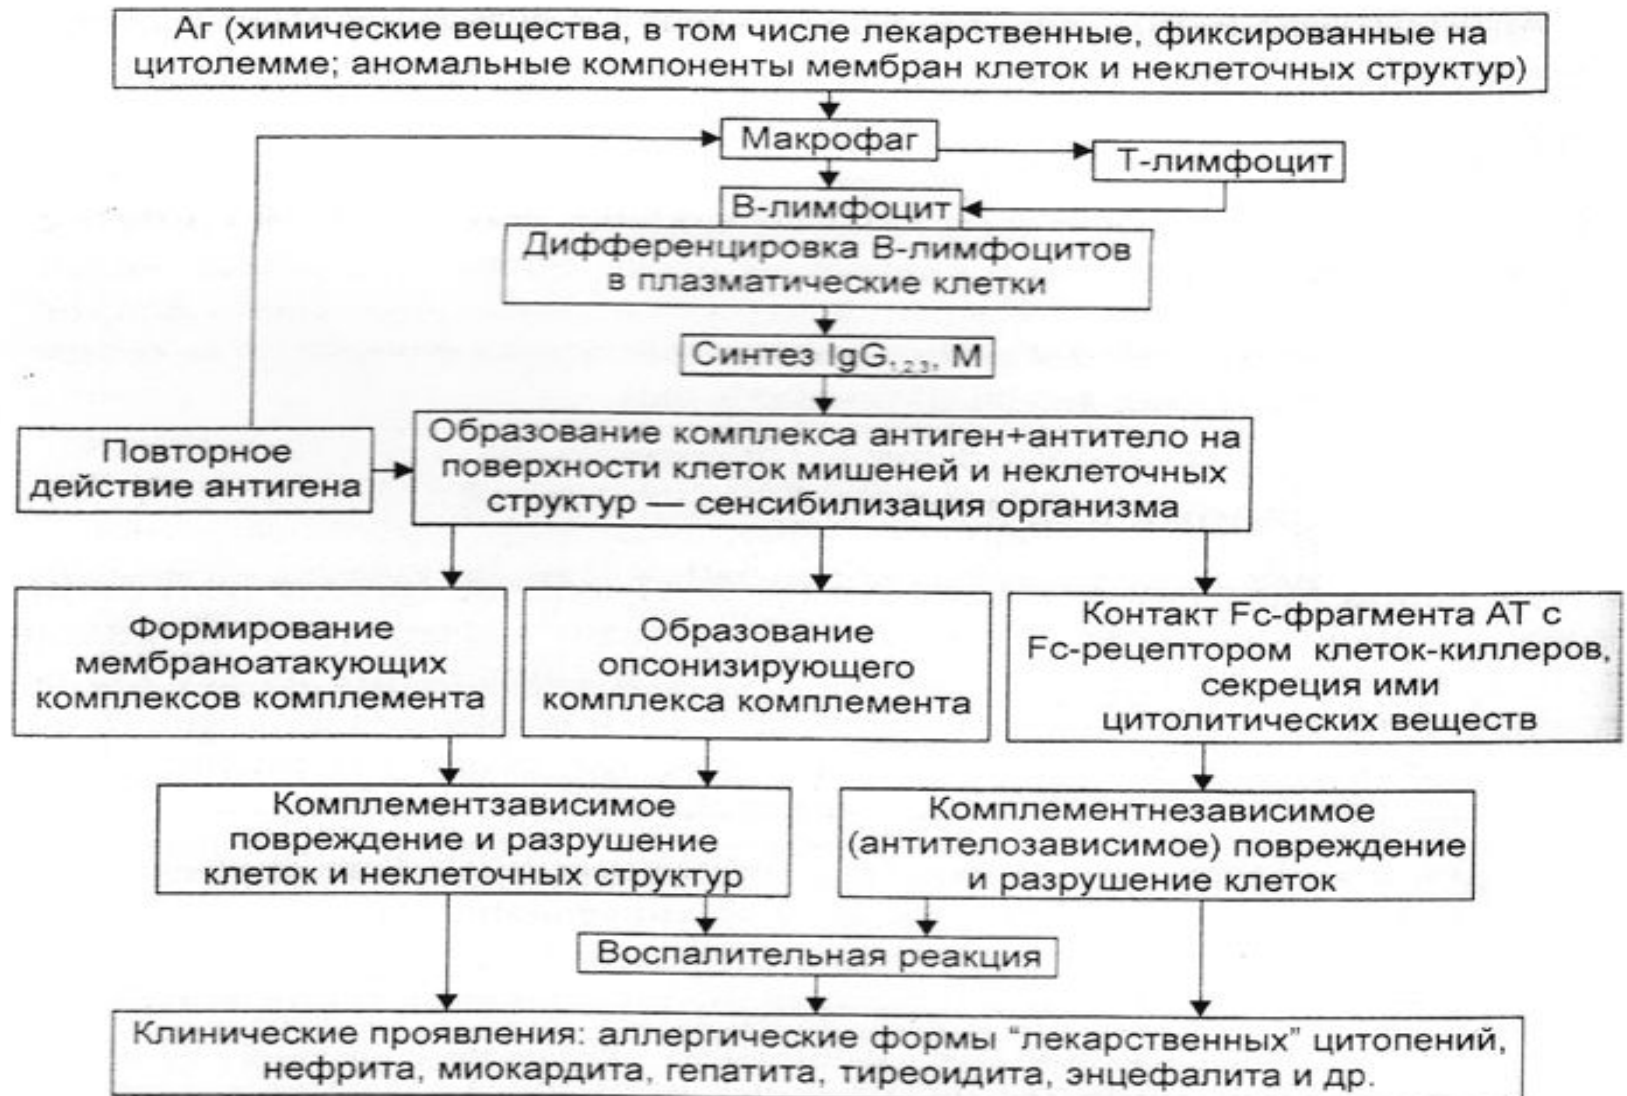 Аг (химические вещества, в том числе лекарственные, фиксированные на
цитолемме; аномальные компоненты мембран клеток и неклеточных структур)
Макрофаг
Т-лимфоцит
В-лимфоцит
Дифференцировка В-лимфоцитов
в плазматические клетки
Синтез IgG₁,₂,₃, М
Повторное
действие антигена
Образование комплекса антиген+антитело на
поверхности клеток мишеней и неклеточных
структур — сенсибилизация организма
Формирование
мембраноатакующих
комплексов комплемента
Образование
опсонизирующего
комплекса комплемента
Контакт Fc-фрагмента АТ с
Fc-рецептором клеток-киллеров,
секреция ими
цитолитических веществ
Комплементзависимое
повреждение и разрушение
клеток и неклеточных структур
Комплементнезависимое
(антителозависимое) повреждение
и разрушение клеток
Воспалительная реакция
Клинические проявления: аллергические формы “лекарственных” цитопений,
нефрита, миокардита, гепатита, тиреоидита, энцефалита и др.